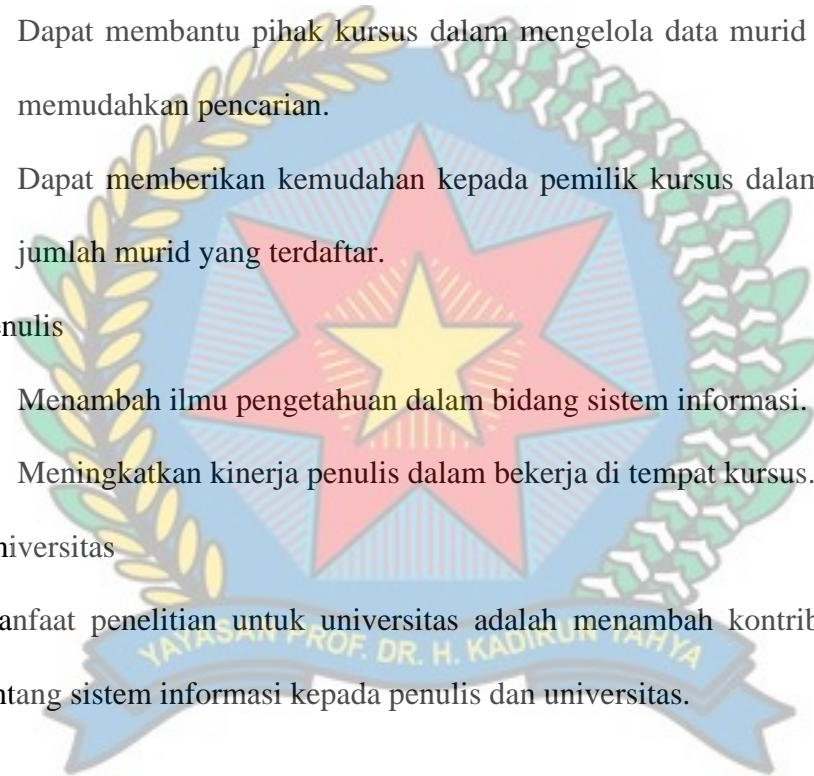 Dapat membantu pihak kursus dalam mengelola data murid
memudahkan pencarian.
Dapat memberikan kemudahan kepada pemilik kursus dalam
jumlah murid yang terdaftar.
enulis
Menambah ilmu pengetahuan dalam bidang sistem informasi.
Meningkatkan kinerja penulis dalam bekerja di tempat kursus.
niversitas
anfaat penelitian untuk universitas adalah menambah kontrib
ntang sistem informasi kepada penulis dan universitas.
YAYASAN PROF. DR. H. KADIRUN YAHYA